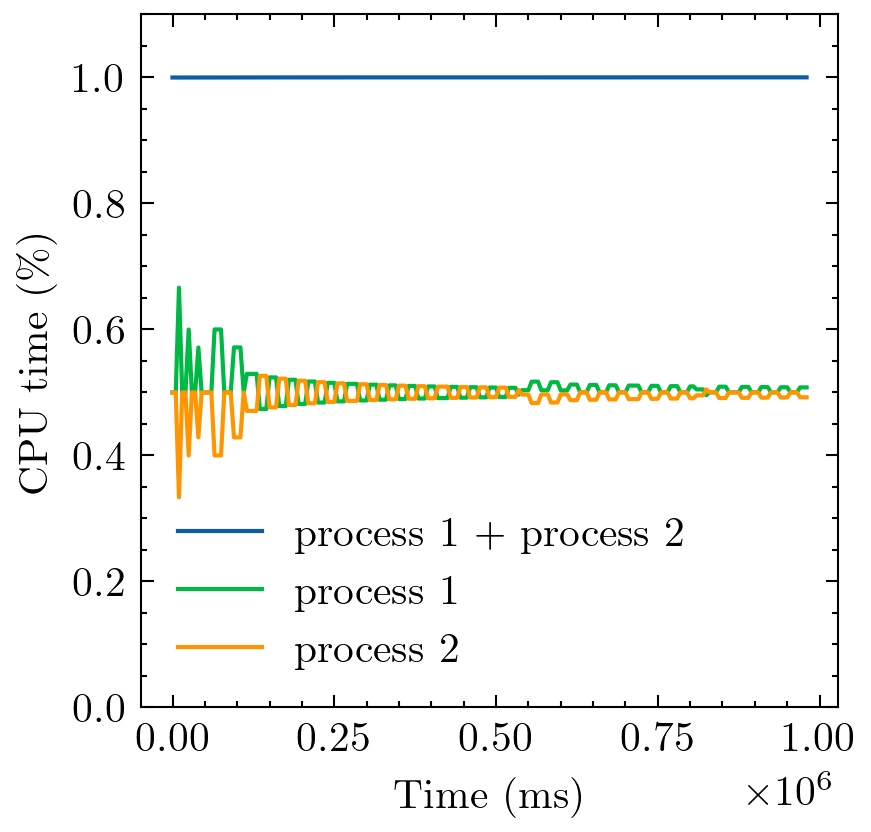 CPU time (%)
1.0
0.8
0.6
0.4
0.2
0.0
process 1 + process 2
process 1
process 2
0.00 0.25 0.50 0.75 1.00
Time (ms)
×10⁶